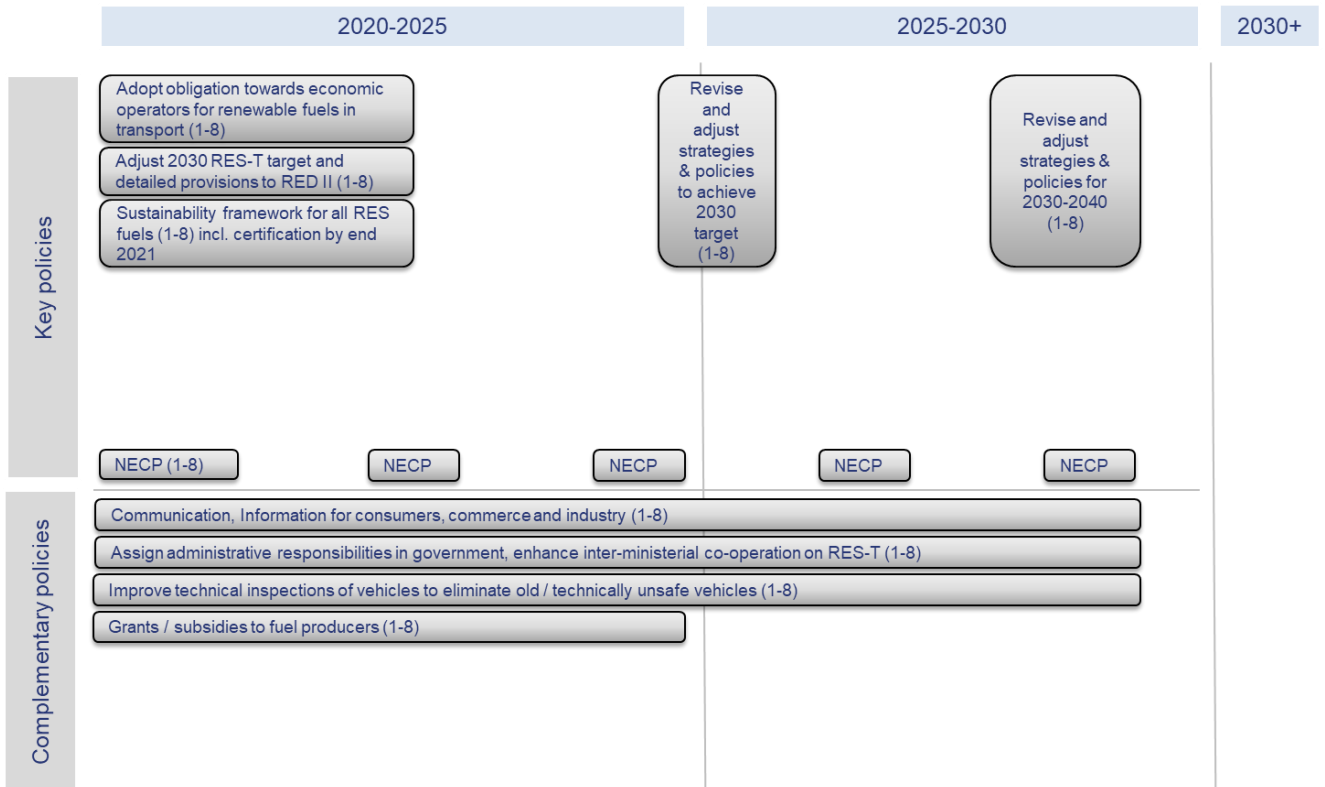 2020-2025
2025-2030
2030+
Key policies
Adopt obligation towards economic
operators for renewable fuels in
transport (1-8)
Adjust 2030 RES-T target and
detailed provisions to RED II (1-8)
Sustainability framework for all RES
fuels (1-8) incl. certification by end
2021
Revise
and
adjust
strategies
& policies
to achieve
2030
target
(1-8)
Revise and
adjust
strategies &
policies for
2030-2040
(1-8)
NECP (1-8)
NECP
NECP
NECP
NECP
Complementary policies
Communication, Information for consumers, commerce and industry (1-8)
Assign administrative responsibilities in government, enhance inter-ministerial co-operation on RES-T (1-8)
Improve technical inspections of vehicles to eliminate old / technically unsafe vehicles (1-8)
Grants / subsidies to fuel producers (1-8)